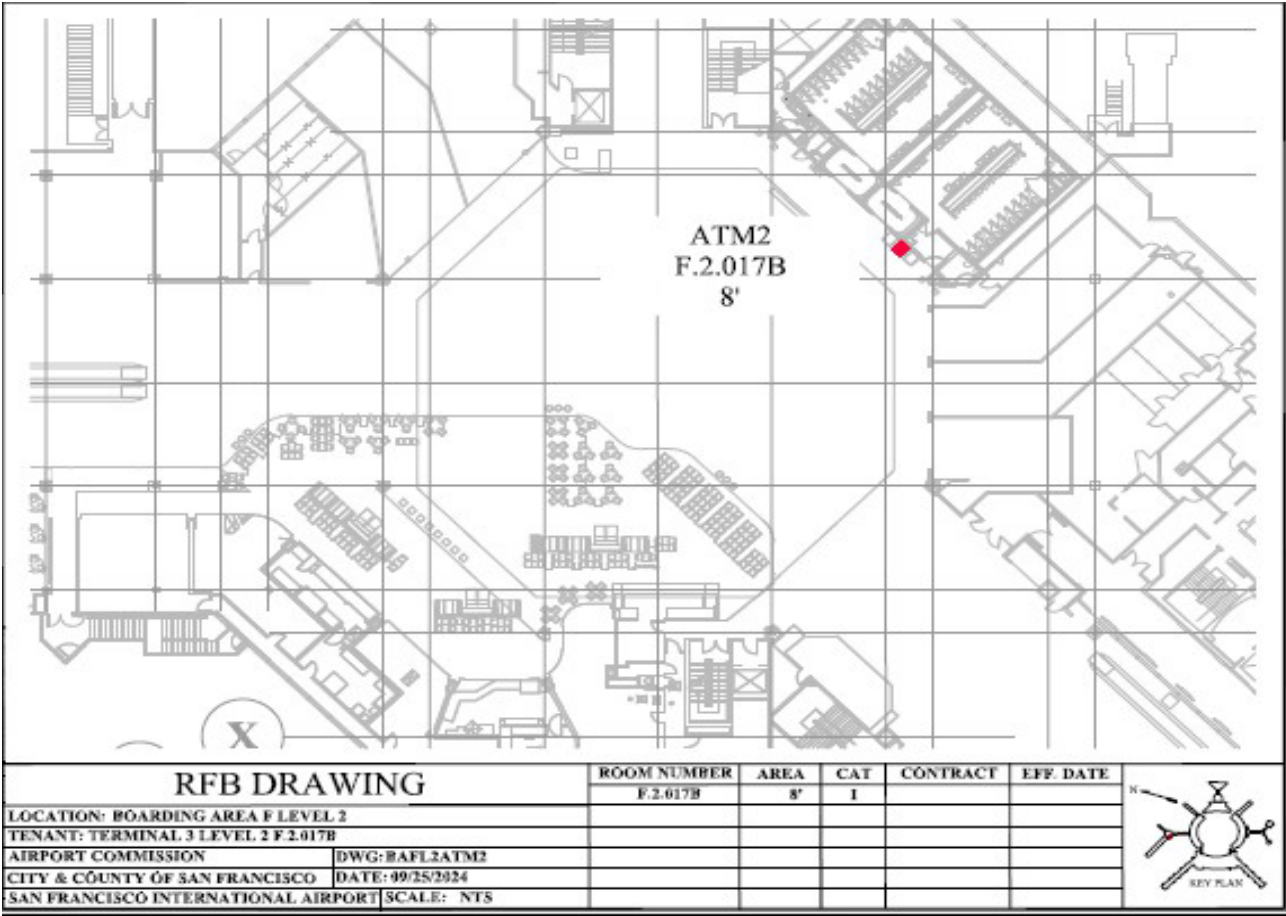 ATM2
F.2.017B
8'
X
RFB DRAWING
ROOM NUMBER AREA CAT CONTRACT EFF. DATE
F.2.017B 8' I
LOCATION: BOARDING AREA F LEVEL 2
TENANT: TERMINAL 3 LEVEL 2 F.2.017B
AIRPORT COMMISSION DWG: BAFL2ATM2
CITY & COUNTY OF SAN FRANCISCO DATE: 09/25/2024
SAN FRANCISCO INTERNATIONAL AIRPORT SCALE: NTS
N
KEY PLAN